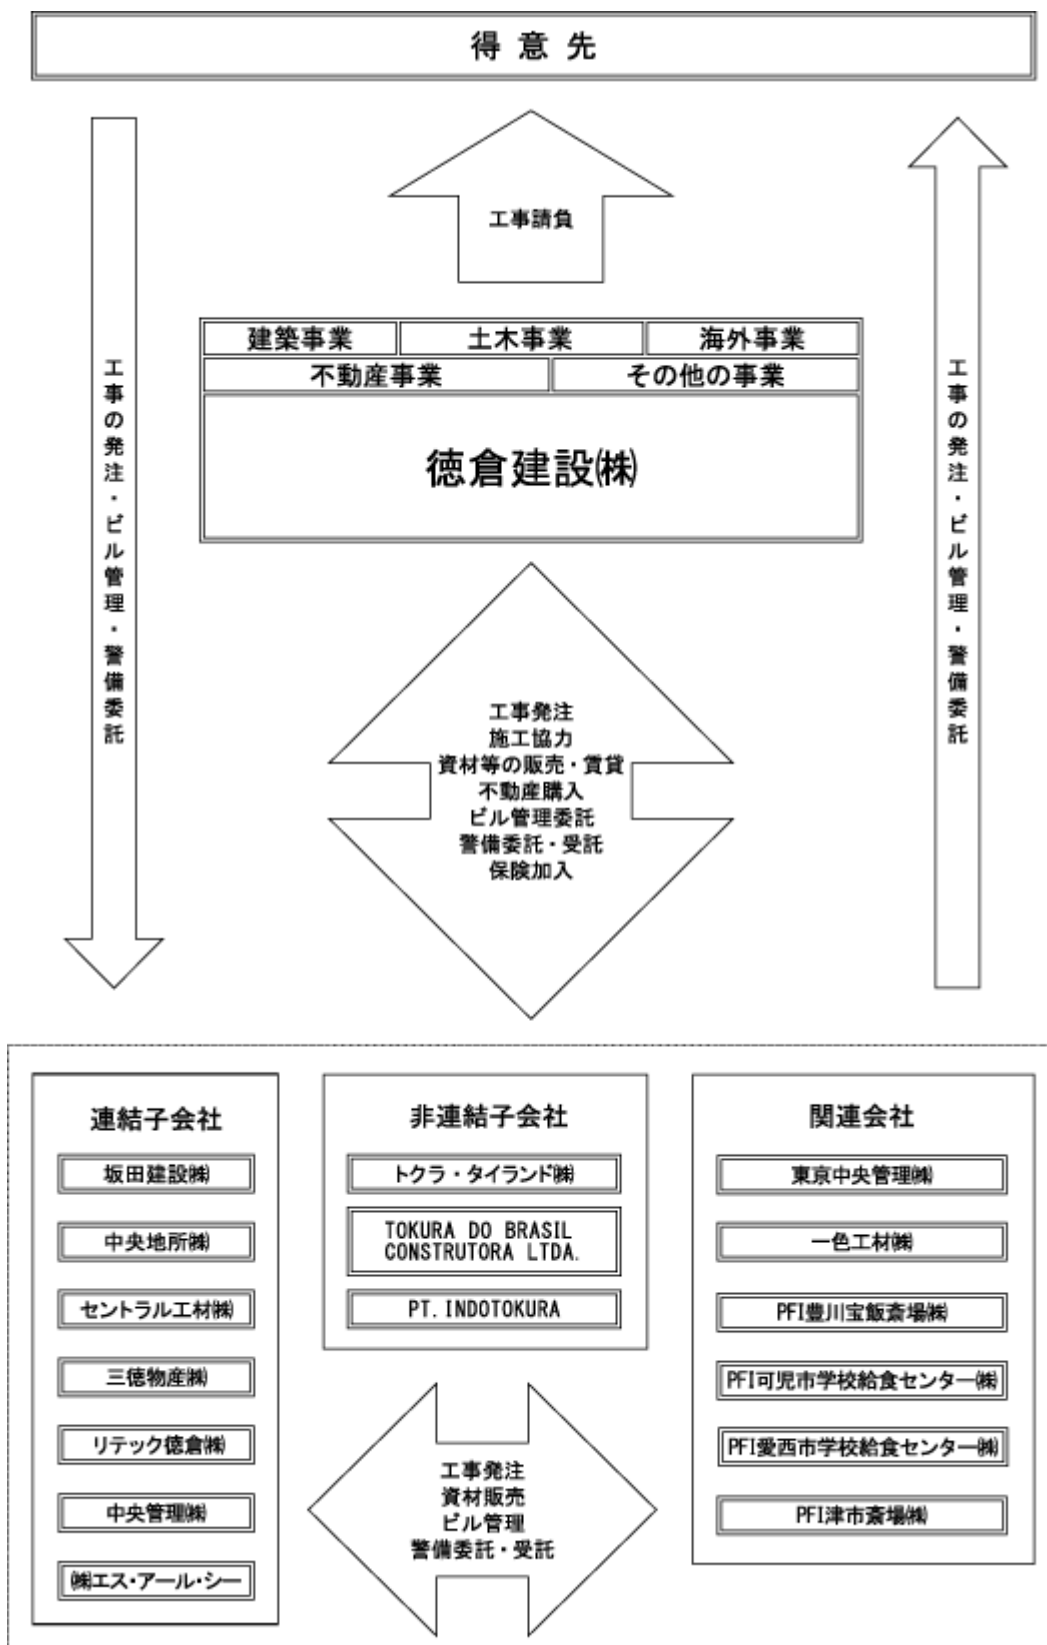 得意先
工事請負
工事の発注・ビル管理・警備委託
建築事業
土木事業
海外事業
不動産事業
その他の事業
徳倉建設㈱
工事の発注・ビル管理・警備委託
工事発注
施工協力
資材等の販売・賃貸
不動産購入
ビル管理委託
警備委託・受託
保険加入
連結子会社
坂田建設㈱
中央地所㈱
セントラル工材㈱
三徳物産㈱
リテック徳倉㈱
中央管理㈱
㈱エス・アール・シー
非連結子会社
トクラ・タイランド㈱
TOKURA DO BRASIL
CONSTRUTORA LTDA.
PT. INDOTOKURA
工事発注
資材販売
ビル管理
警備委託・受託
関連会社
東京中央管理㈱
一色工材㈱
PFI豊川宝飯斎場㈱
PFI可児市学校給食センター㈱
PFI愛西市学校給食センター㈱
PFI津市斎場㈱